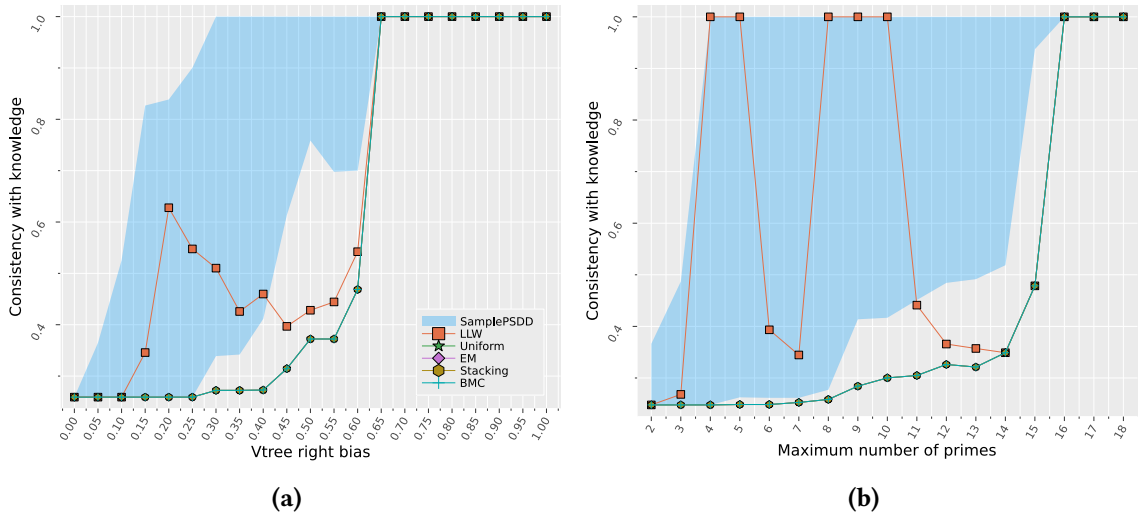 1.0
0.8
0.6
0.4
Consistency with knowledge
0.00 0.05 0.10 0.15 0.20 0.25 0.30 0.35 0.40 0.45 0.50 0.55 0.60 0.65 0.70 0.75 0.80 0.85 0.90 0.95 1.00
Vtree right bias
SamplePSDD
LLW
Uniform
EM
Stacking
BMC
(a)
1.0
0.8
0.6
0.4
Consistency with knowledge
2 3 4 5 6 7 8 9 10 11 12 13 14 15 16 17 18
Maximum number of primes
(b)